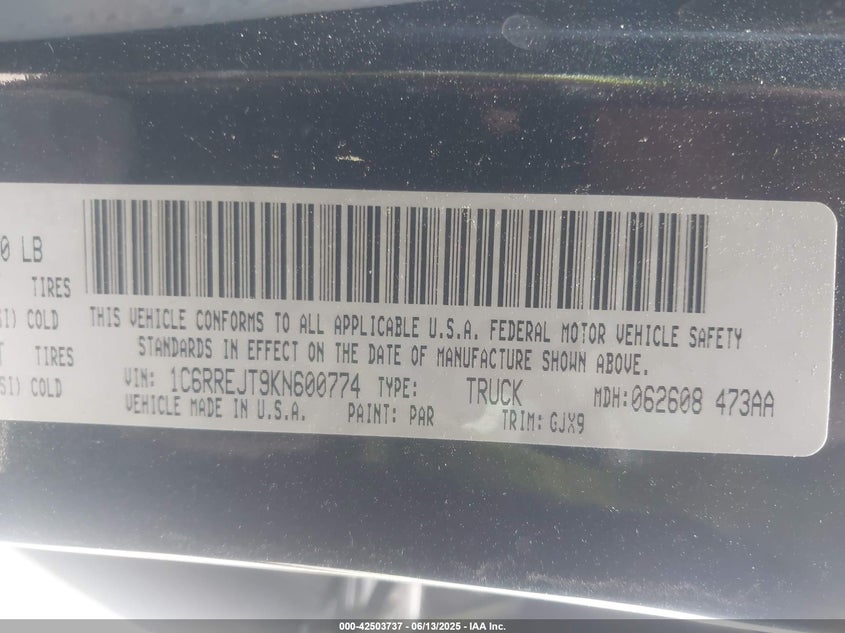 0 LB
TIRES
SI) COLD
TIRES
SI) COLD
THIS VEHICLE CONFORMS TO ALL APPLICABLE U.S.A. FEDERAL MOTOR VEHICLE SAFETY
STANDARDS IN EFFECT ON THE DATE OF MANUFACTURE SHOWN ABOVE.
VIN: 1C6RREJT9KN600774 TYPE: TRUCK MDH:062608 473AA
VEHICLE MADE IN U.S.A. PAINT: PAR TRIM: GJX9
000-42503737 - 06/13/2025 - IAA Inc.